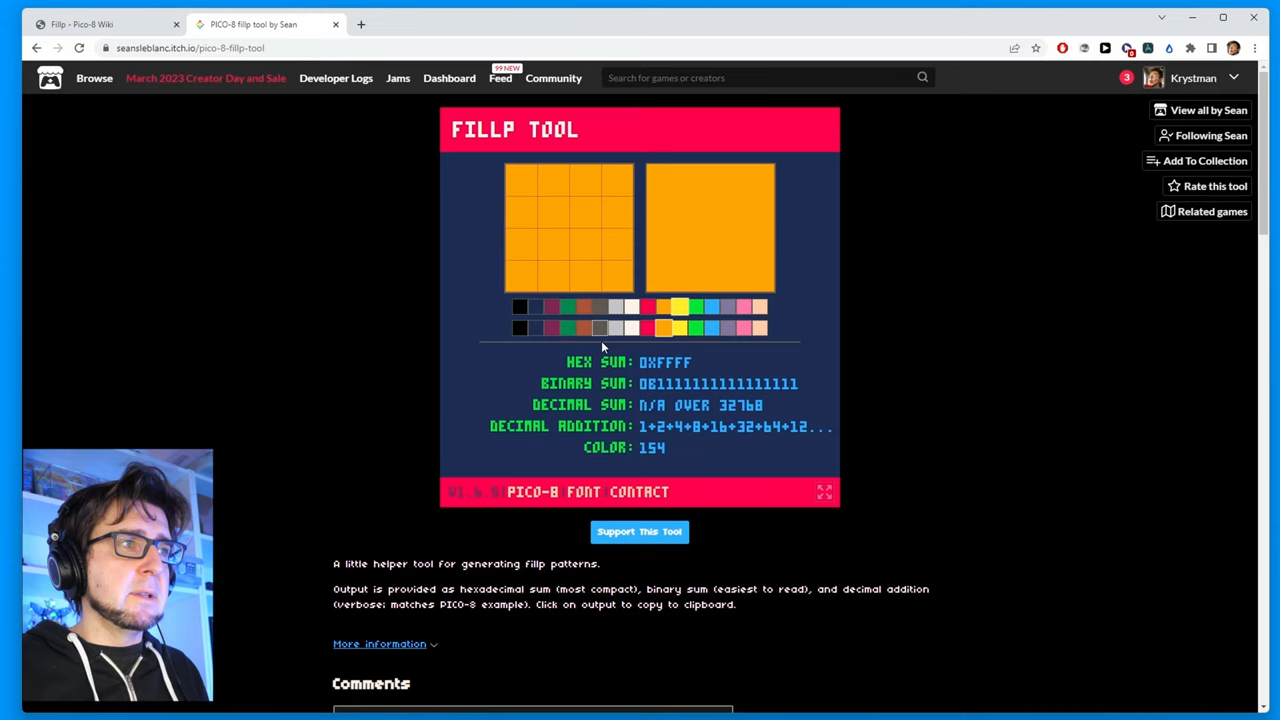 Fillp - Pico-8 Wiki
PICO-8 fillp tool by Sean
seansleblanc.itch.io/pico-8-fillp-tool
Browse
March 2023 Creator Day and Sale
Developer Logs
Jams
Dashboard
99 NEW
Feed
Community
Search for games or creators
3
Krystman
View all by Sean
Following Sean
Add To Collection
Rate this tool
Related games
FILLP TOOL
HEX SUM: 0XFFFF
BINARY SUM: 0B1111111111111111
DECIMAL SUM: N/A OVER 32768
DECIMAL ADDITION: 1+2+4+8+16+32+64+12...
COLOR: 154
V1.6.5|PICO-8|FONT|CONTACT
Support This Tool
A little helper tool for generating fillp patterns.
Output is provided as hexadecimal sum (most compact), binary sum (easiest to read), and decimal addition
(verbose; matches PICO-8 example). Click on output to copy to clipboard.
More information
Comments